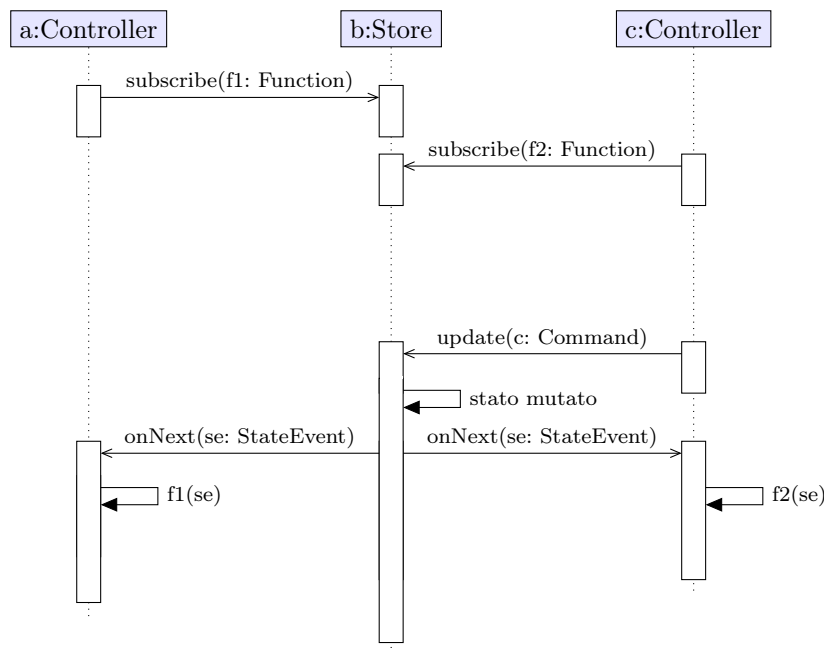 a:Controller
b:Store
c:Controller
subscribe(f1: Function)
subscribe(f2: Function)
update(c: Command)
stato mutato
onNext(se: StateEvent)
onNext(se: StateEvent)
f1(se)
f2(se)